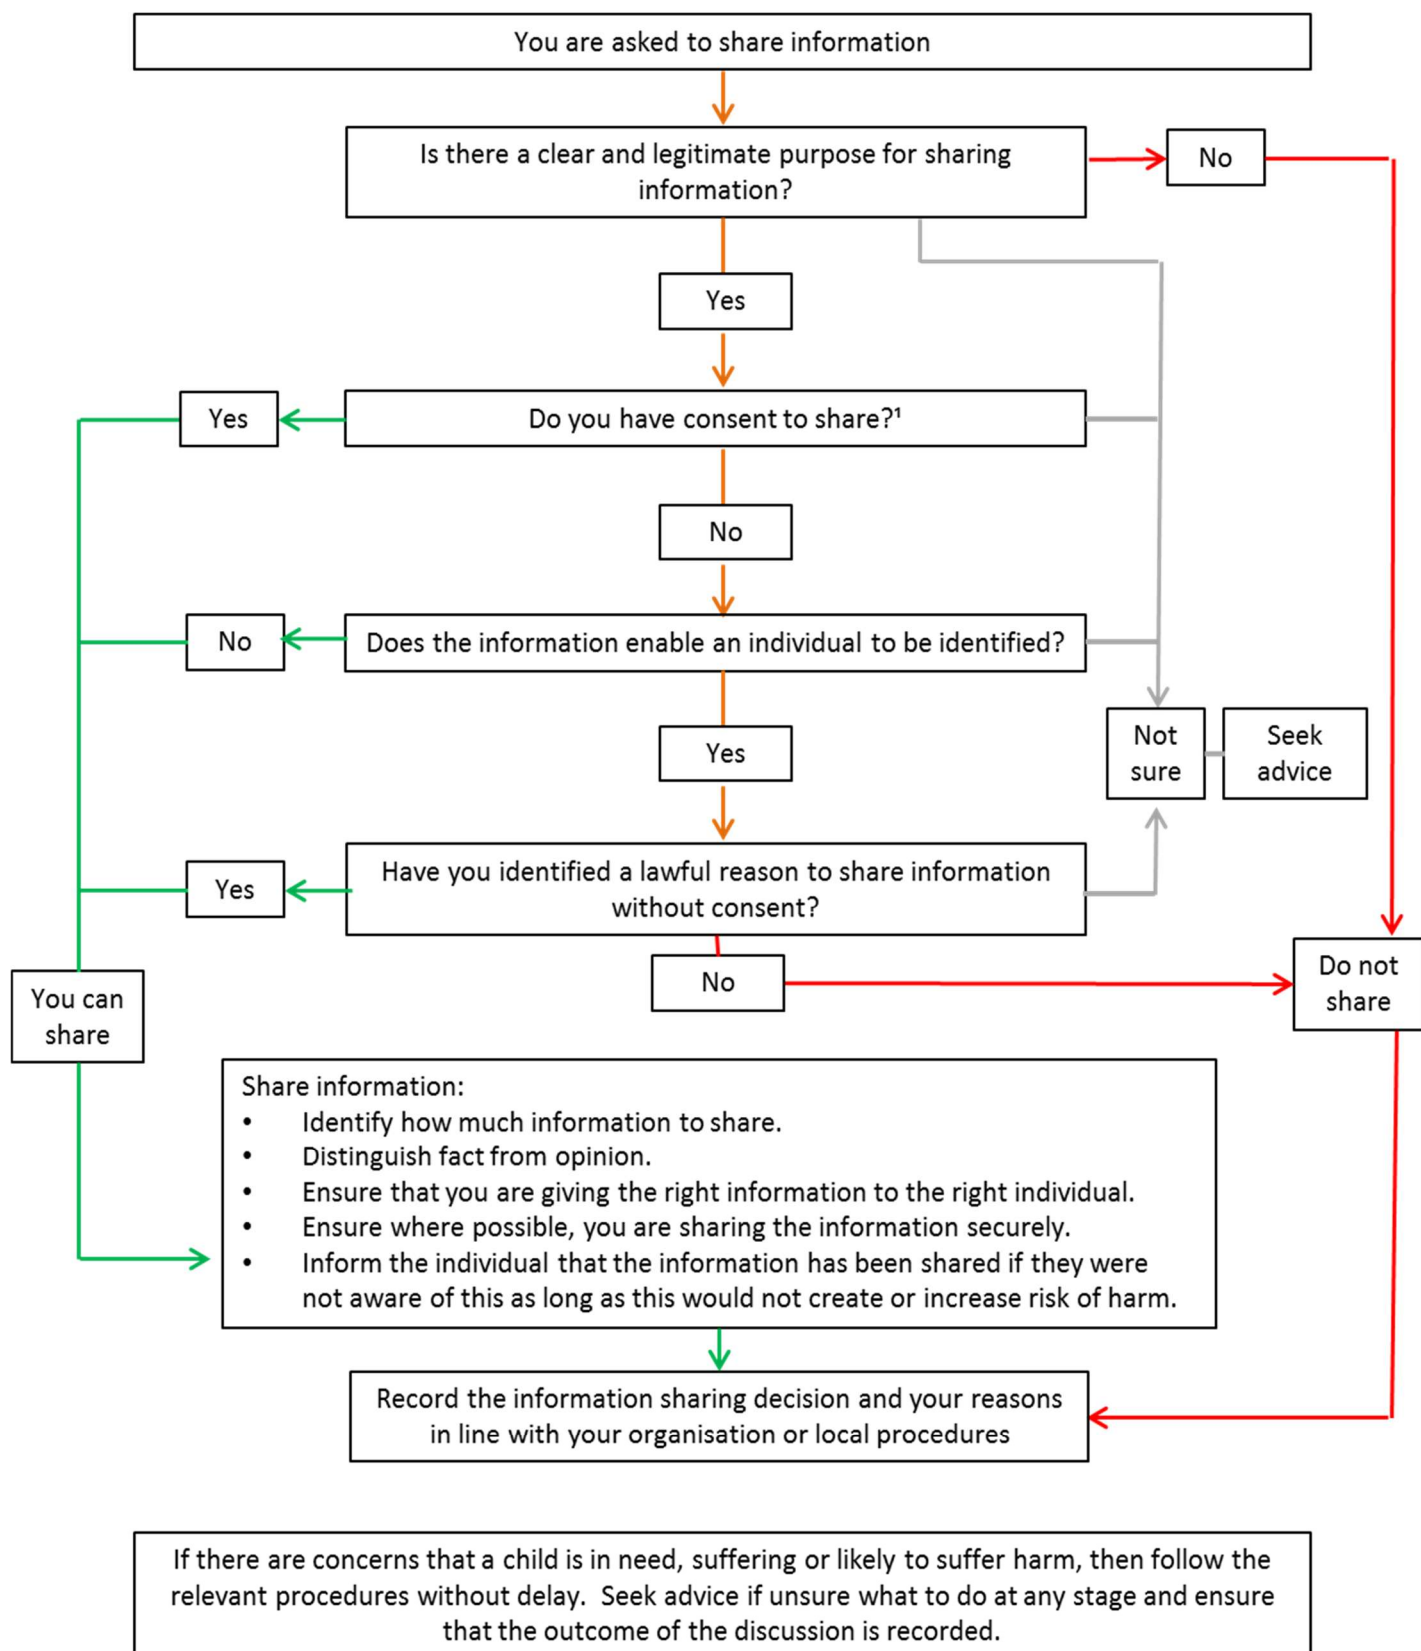 You are asked to share information
Is there a clear and legitimate purpose for sharing
information?
No
Yes
Yes
Do you have consent to share?¹
No
No
Does the information enable an individual to be identified?
Yes
Not
sure
Seek
advice
Yes
Have you identified a lawful reason to share information
without consent?
No
Do not
share
You can
share
Share information:
• Identify how much information to share.
• Distinguish fact from opinion.
• Ensure that you are giving the right information to the right individual.
• Ensure where possible, you are sharing the information securely.
• Inform the individual that the information has been shared if they were
not aware of this as long as this would not create or increase risk of harm.
Record the information sharing decision and your reasons
in line with your organisation or local procedures
If there are concerns that a child is in need, suffering or likely to suffer harm, then follow the
relevant procedures without delay.  Seek advice if unsure what to do at any stage and ensure
that the outcome of the discussion is recorded.